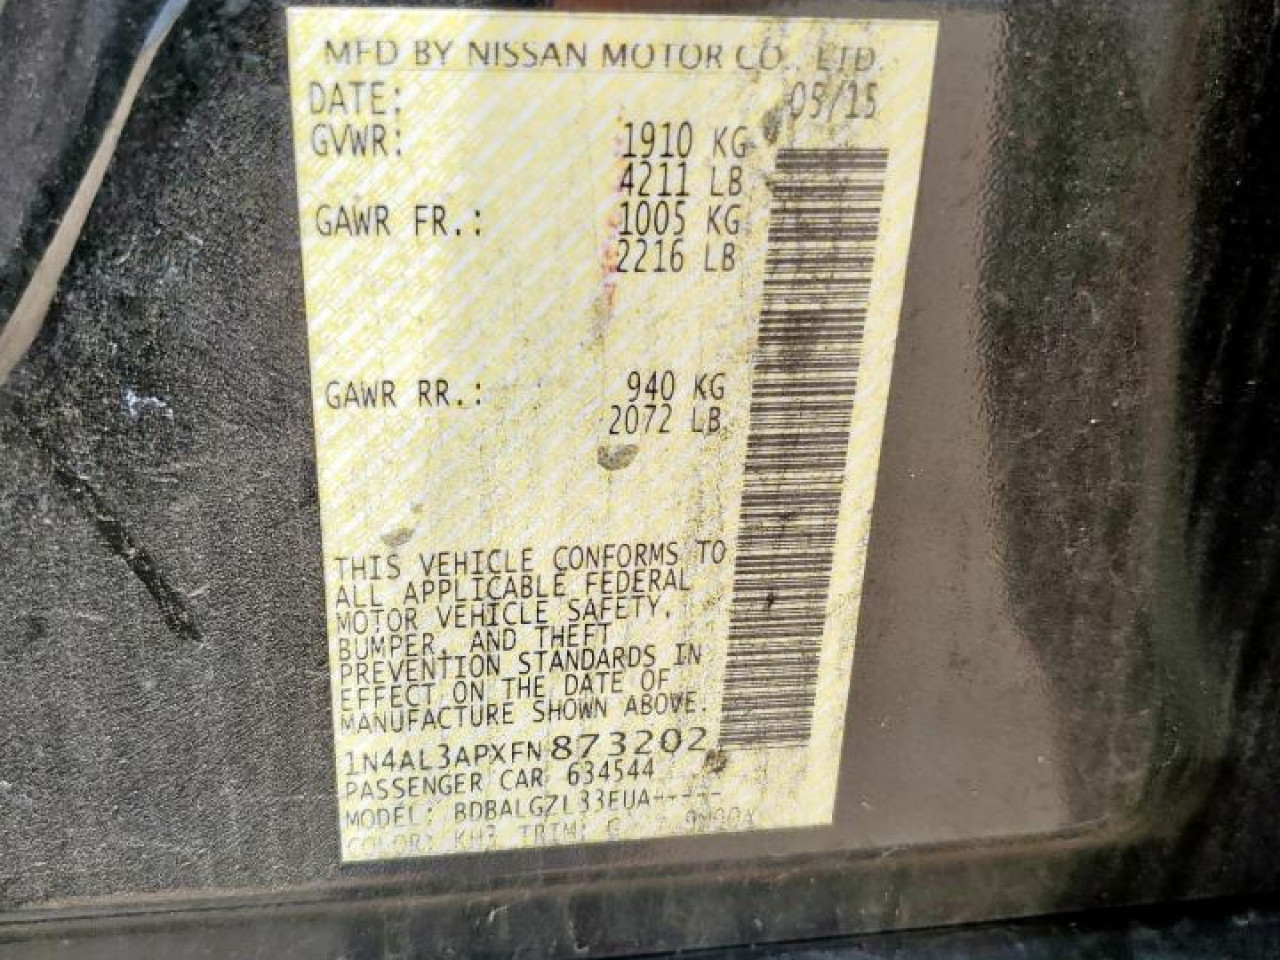 MFD BY NISSAN MOTOR CO., LTD.
DATE: 05/15
GVWR: 1910 KG
4211 LB
GAWR FR.: 1005 KG
2216 LB
GAWR RR.: 940 KG
2072 LB
THIS VEHICLE CONFORMS TO
ALL APPLICABLE FEDERAL
MOTOR VEHICLE SAFETY,
BUMPER, AND THEFT
PREVENTION STANDARDS IN
EFFECT ON THE DATE OF
MANUFACTURE SHOWN ABOVE.
1N4AL3APXFN873202
PASSENGER CAR 634544
MODEL: BDBALGZL33EUA-----
COLOR: KH3 TRIM: G